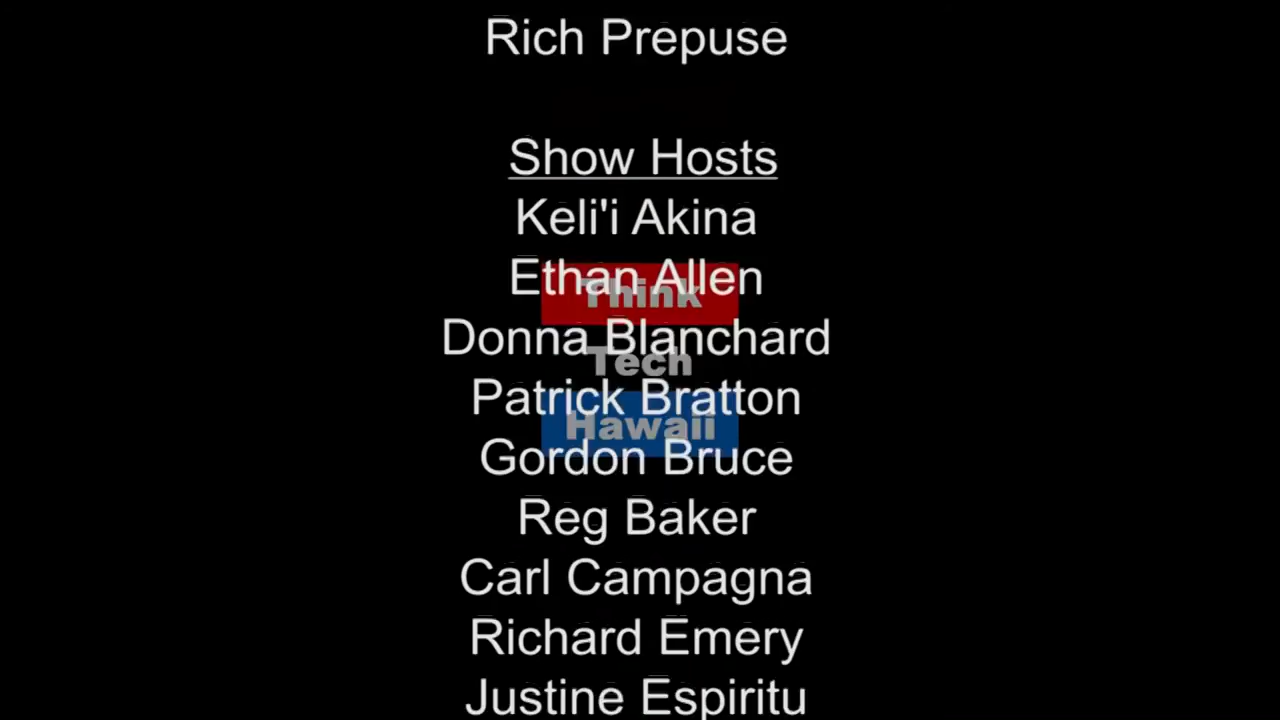 Rich Prepuse
Show Hosts
Keli'i Akina
Ethan Allen
Think
Donna Blanchard
Tech
Patrick Bratton
Hawaii
Gordon Bruce
Reg Baker
Carl Campagna
Richard Emery
Justine Espiritu